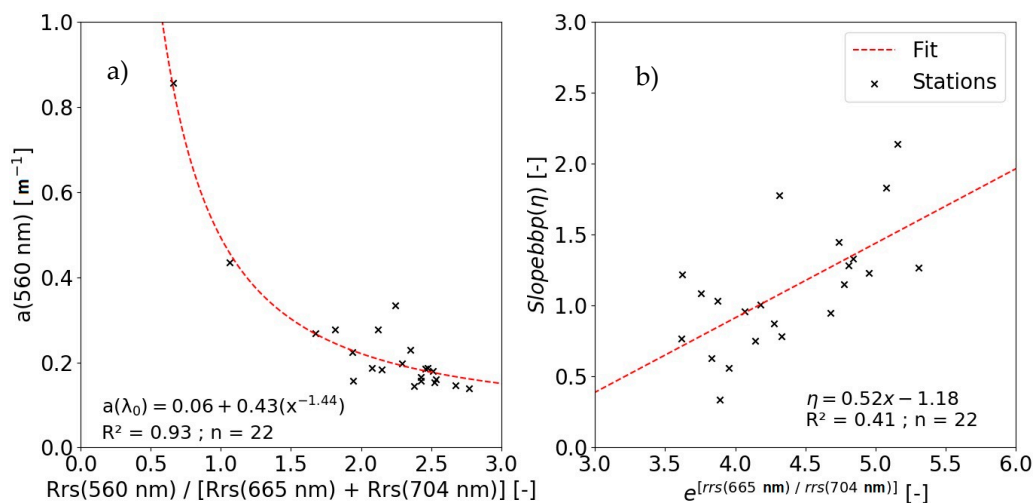 a)
a(560 nm) [m⁻¹]
1.0
0.8
0.6
0.4
0.2
0.0
a(λ₀) = 0.06 + 0.43(x⁻¹·⁴⁴)
R² = 0.93 ; n = 22
0.0 0.5 1.0 1.5 2.0 2.5 3.0
Rrs(560 nm) / [Rrs(665 nm) + Rrs(704 nm)] [-]
b)
Fit
Stations
Slopebbp(η) [-]
3.0
2.5
2.0
1.5
1.0
0.5
0.0
η = 0.52x − 1.18
R² = 0.41 ; n = 22
3.0 3.5 4.0 4.5 5.0 5.5 6.0
e^[rrs(665 nm) / rrs(704 nm)] [-]